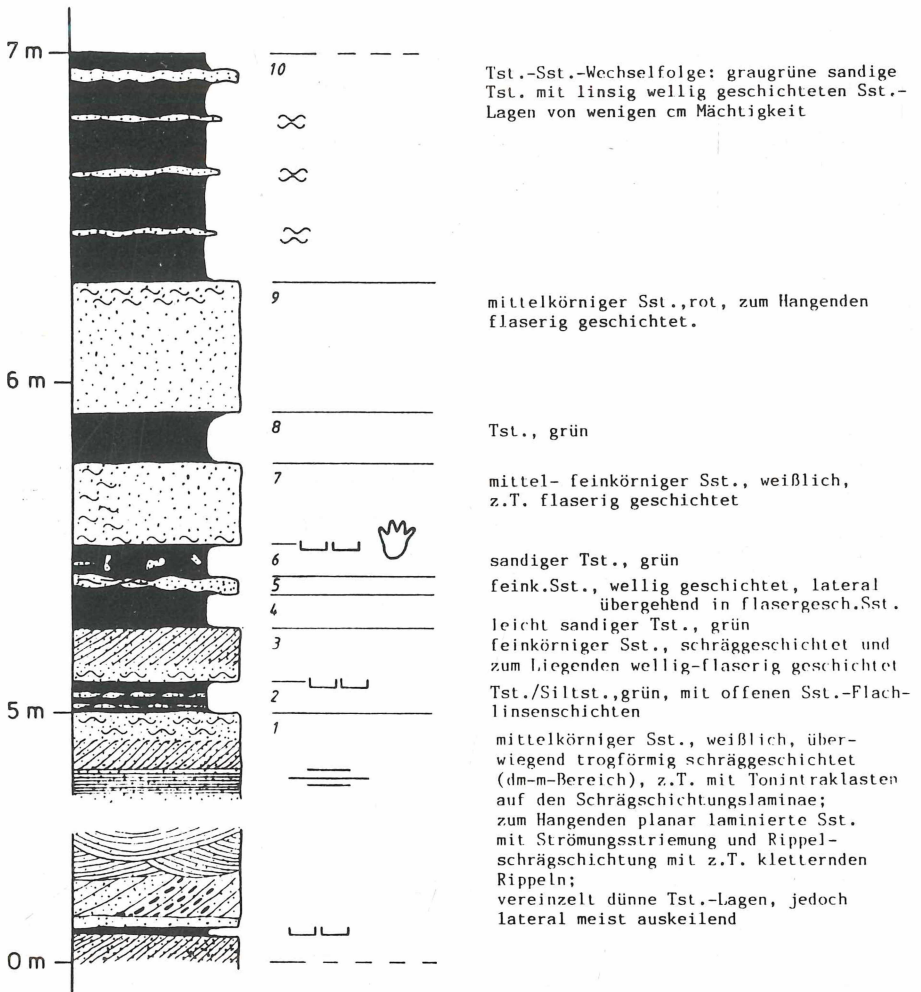 7 m
10
Tst.-Sst.-Wechselfolge: graugrüne sandige
Tst. mit linsig wellig geschichteten Sst.-
Lagen von wenigen cm Mächtigkeit
9
mittelkörniger Sst.,rot, zum Hangenden
flaserig geschichtet.
6 m
8
Tst., grün
7
mittel- feinkörniger Sst., weißlich,
z.T. flaserig geschichtet
6
sandiger Tst., grün
5
feink.Sst., wellig geschichtet, lateral
übergehend in flasergesch.Sst.
4
leicht sandiger Tst., grün
3
feinkörniger Sst., schräggeschichtet und
zum Liegenden wellig-flaserig geschichtet
2
Tst./Siltst.,grün, mit offenen Sst.-Flach-
linsenschichten
5 m
1
mittelkörniger Sst., weißlich, über-
wiegend trogförmig schräggeschichtet
(dm-m-Bereich), z.T. mit Tonintraklasten
auf den Schrägschichtungslaminae;
zum Hangenden planar laminierte Sst.
mit Strömungsstriemung und Rippel-
schrägschichtung mit z.T. kletternden
Rippeln;
vereinzelt dünne Tst.-Lagen, jedoch
lateral meist auskeilend
0 m